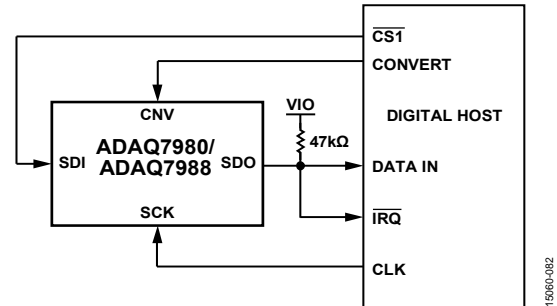 CS1
CONVERT
CNV
VIO
DIGITAL HOST
ADAQ7980/
ADAQ7988
47kΩ
SDI
SDO
DATA IN
SCK
IRQ
CLK
15060-082